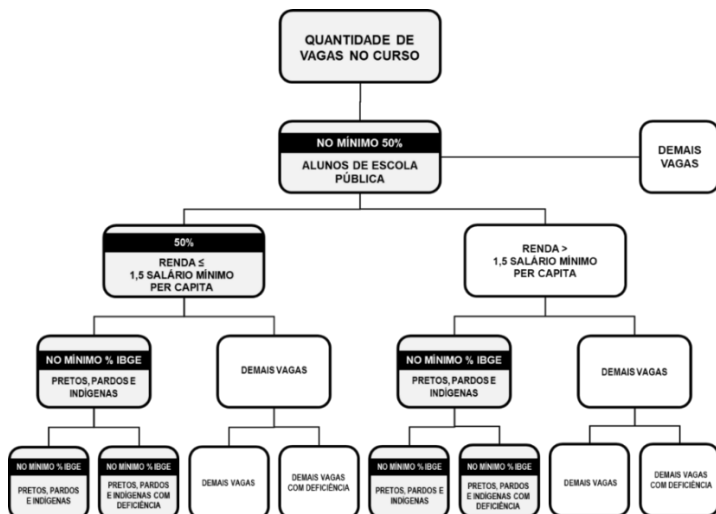 QUANTIDADE DE
VAGAS NO CURSO
NO MÍNIMO 50%
ALUNOS DE ESCOLA
PÚBLICA
DEMAIS
VAGAS
50%
RENDA ≤
1,5 SALÁRIO MÍNIMO
PER CAPITA
RENDA >
1,5 SALÁRIO MÍNIMO
PER CAPITA
NO MÍNIMO % IBGE
PRETOS, PARDOS E
INDÍGENAS
DEMAIS VAGAS
NO MÍNIMO % IBGE
PRETOS, PARDOS E
INDÍGENAS
DEMAIS VAGAS
NO MÍNIMO % IBGE
PRETOS, PARDOS
E INDÍGENAS
NO MÍNIMO % IBGE
PRETOS, PARDOS
E INDÍGENAS COM
DEFICIÊNCIA
DEMAIS VAGAS
DEMAIS VAGAS
COM DEFICIÊNCIA
NO MÍNIMO % IBGE
PRETOS, PARDOS
E INDÍGENAS
NO MÍNIMO % IBGE
PRETOS, PARDOS
E INDÍGENAS COM
DEFICIÊNCIA
DEMAIS VAGAS
DEMAIS VAGAS
COM DEFICIÊNCIA